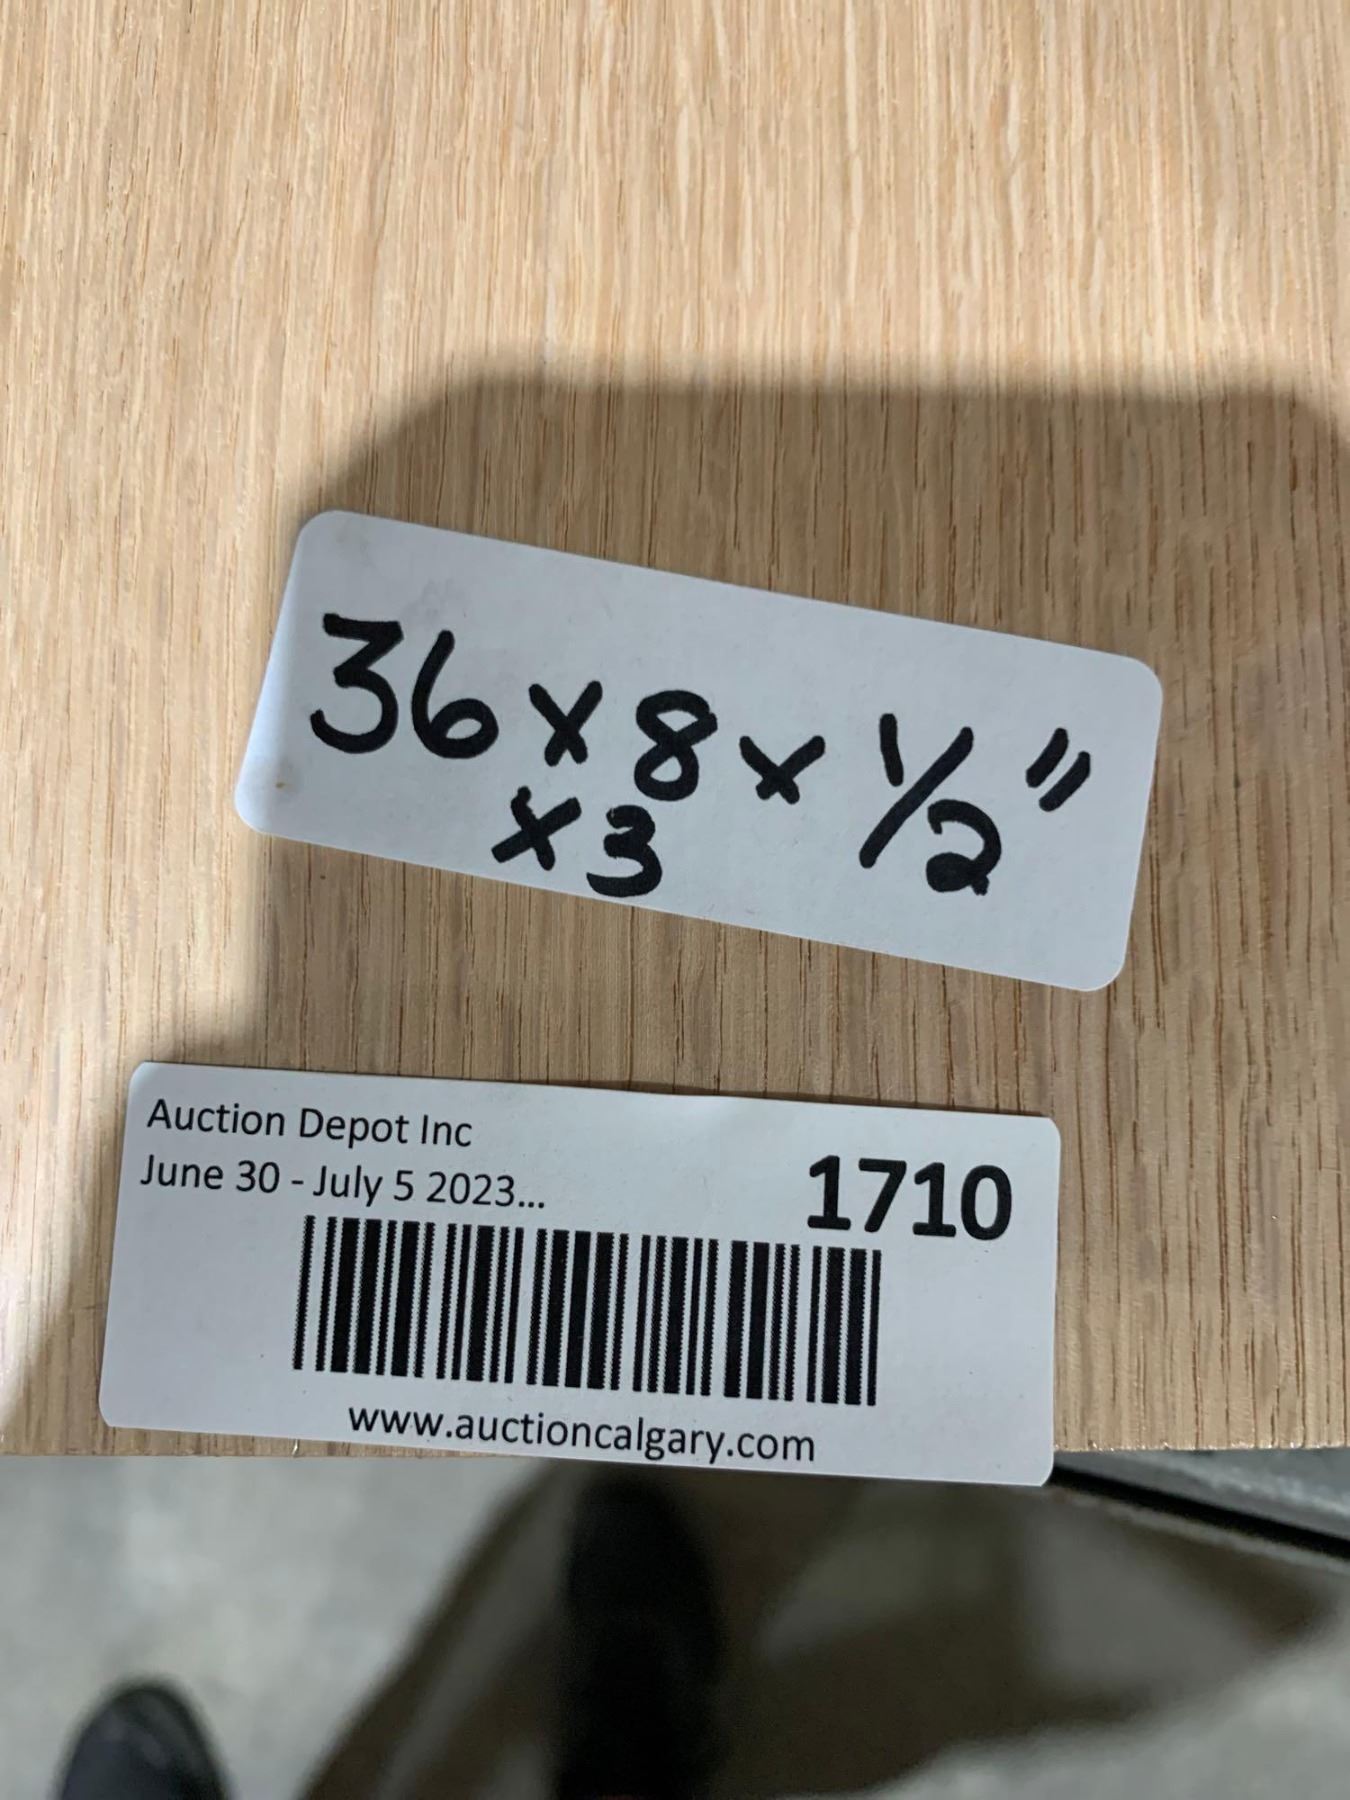 36 x 8 x 1/2"
x 3
Auction Depot Inc
June 30 - July 5 2023...
1710
www.auctioncalgary.com